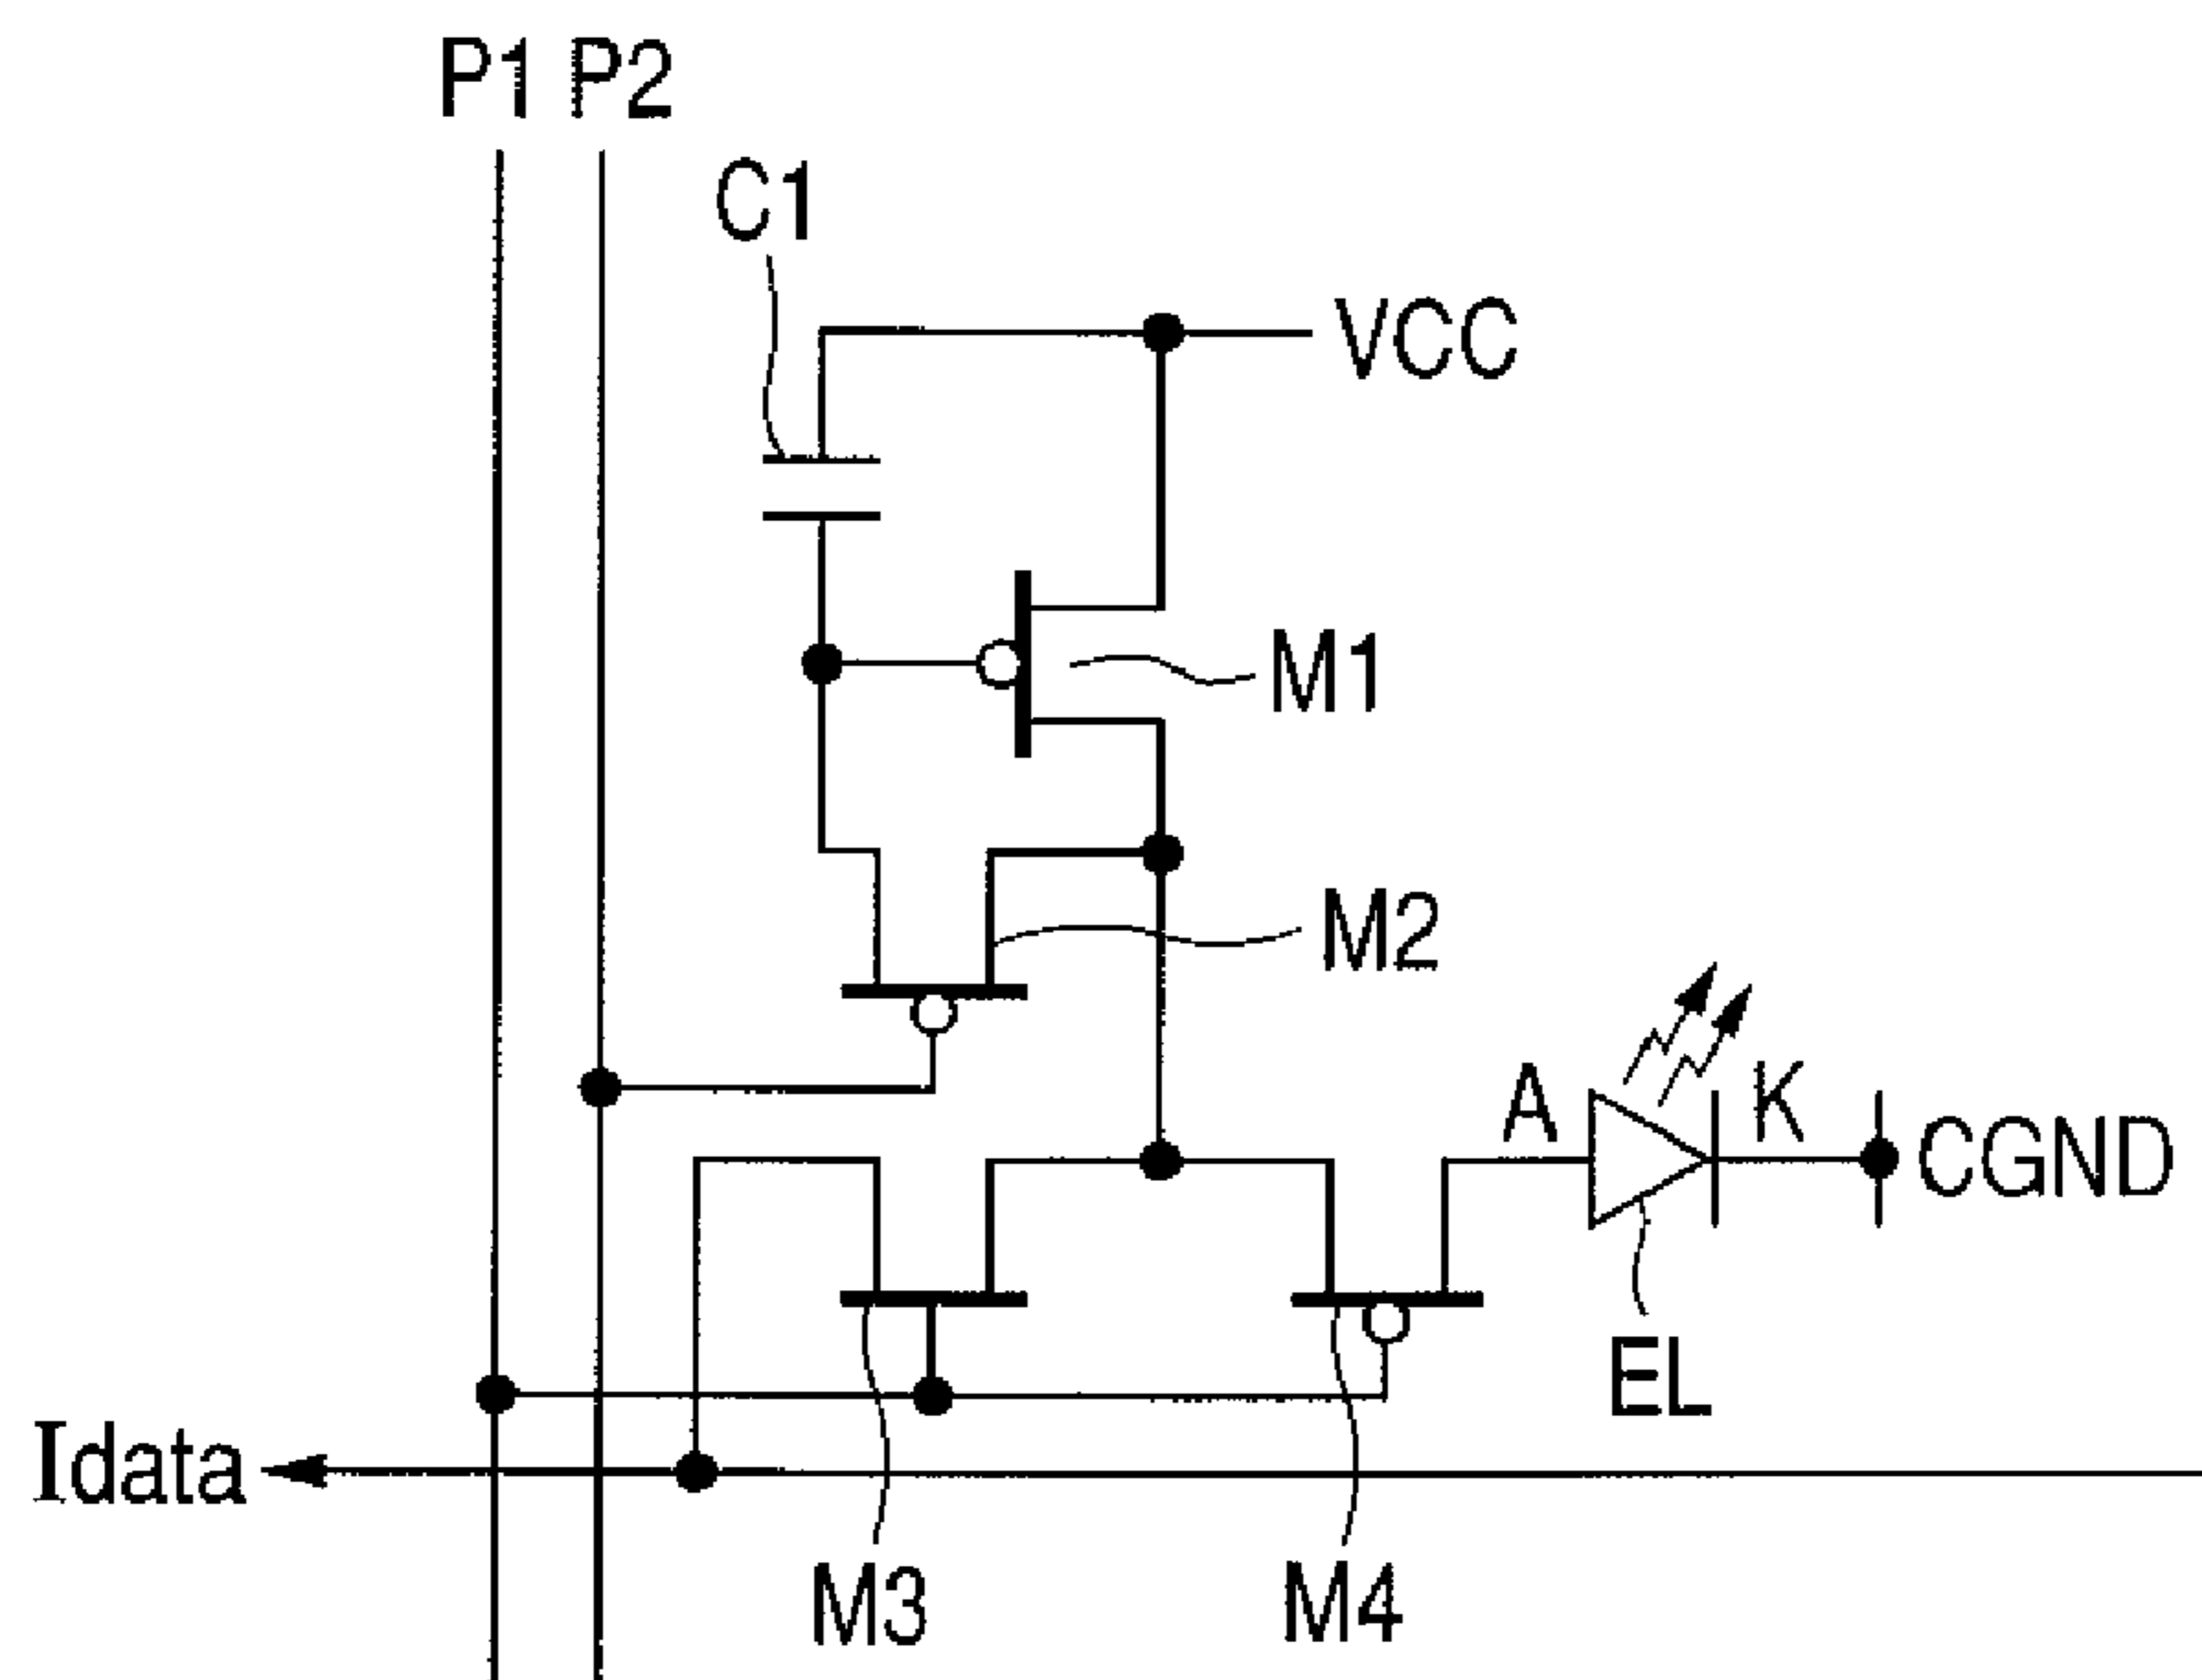 P1 P2
C1
VCC
M1
M2
A K
CGND
EL
Idata
M3 M4